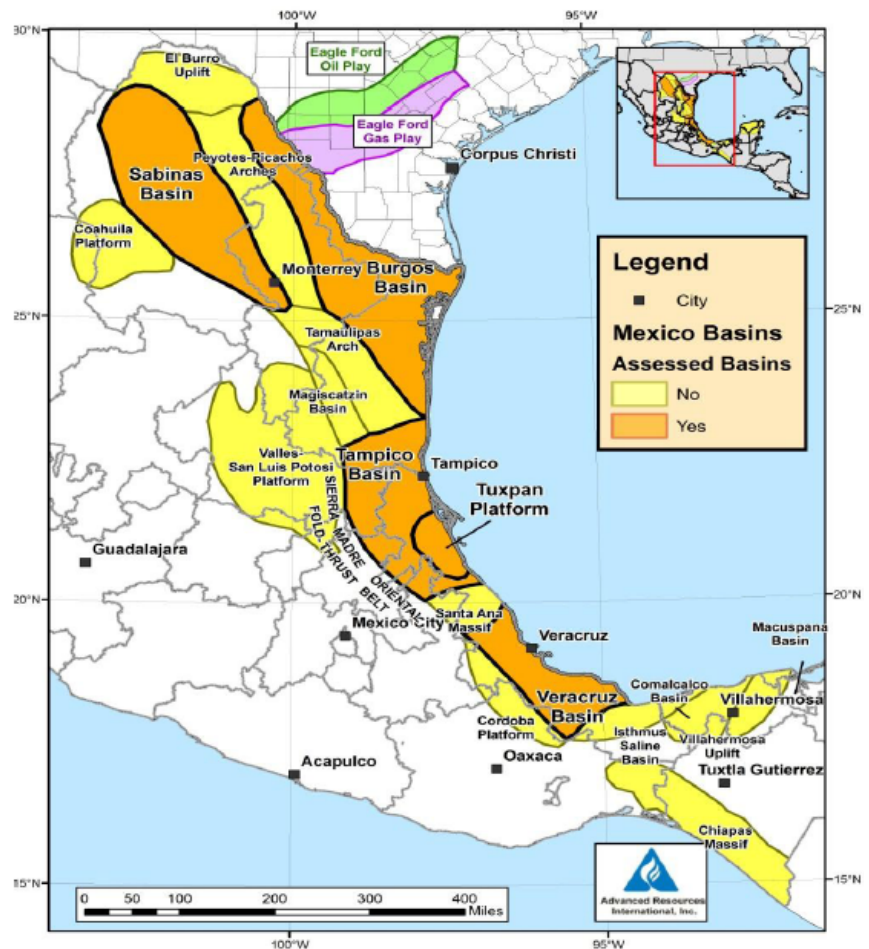 100°W
95°W
30°N
El Burro
Uplift
Eagle Ford
Oil Play
Eagle Ford
Gas Play
Corpus Christi
Peyotes-Picachos
Arches
Sabinas
Basin
Coahuila
Platform
Monterrey
Burgos
Basin
Legend
City
Mexico Basins
Assessed Basins
No
Yes
25°N
25°N
Tamaulipas
Arch
Magiscatzin
Basin
Valles-
San Luis Potosi
Platform
Tampico
Basin
Tampico
Tuxpan
Platform
SIERRA MADRE ORIENTAL
FOLD-THRUST BELT
Guadalajara
20°N
20°N
Santa Ana
Massif
Mexico City
Veracruz
Macuspana
Basin
Comalcalco
Basin
Villahermosa
Veracruz
Basin
Cordoba
Platform
Isthmus
Saline
Basin
Villahermosa
Uplift
Oaxaca
Tuxtla Gutierrez
Acapulco
Chiapas
Massif
15°N
15°N
0 50 100 200 300 400
Miles
Advanced Resources
International, Inc.
100°W
95°W